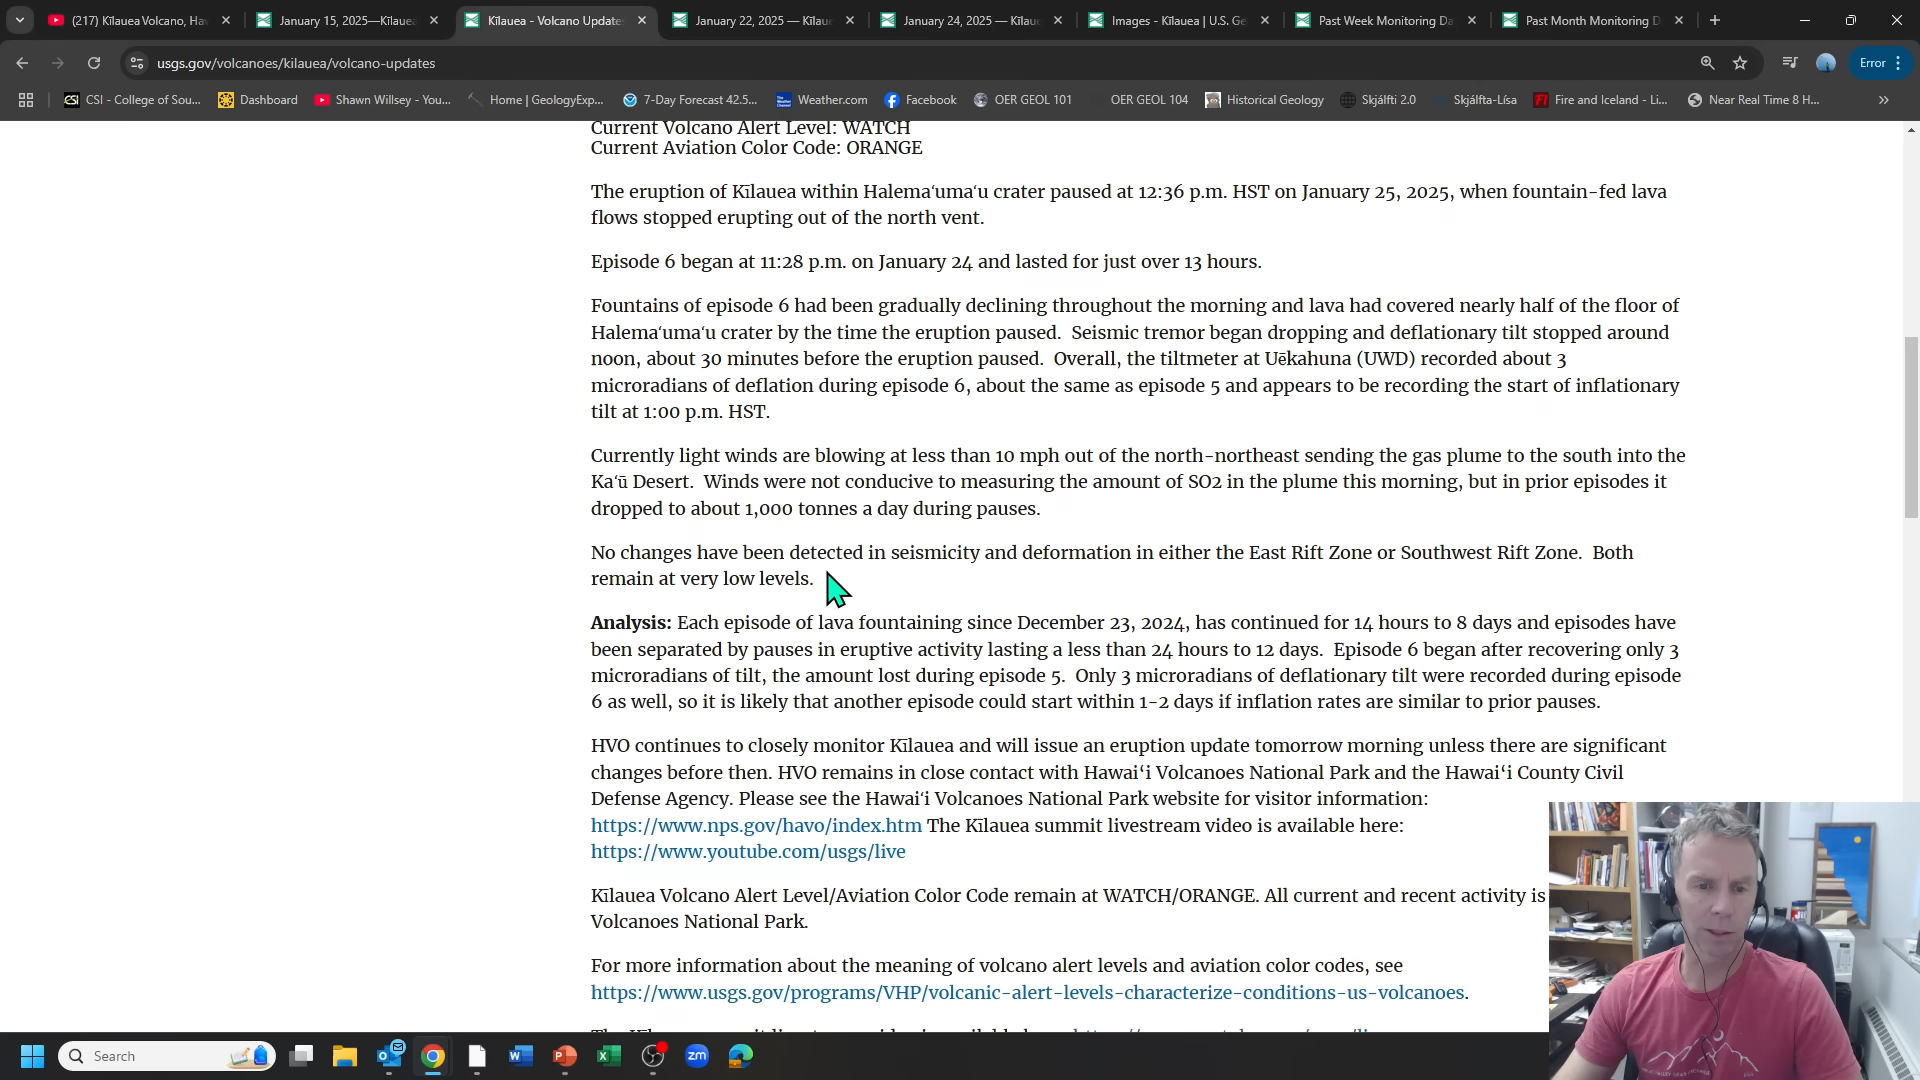 (217) Kīlauea Volcano, Ha
January 15, 2025—Kīlauea
Kīlauea - Volcano Updates
January 22, 2025 — Kīlaue
January 24, 2025 — Kīlaue
Images - Kīlauea | U.S. Ge
Past Week Monitoring Da
Past Month Monitoring D
usgs.gov/volcanoes/kilauea/volcano-updates
Error
CSI - College of Sou...
Dashboard
Shawn Willsey - You...
Home | GeologyExp...
7-Day Forecast 42.5...
Weather.com
Facebook
OER GEOL 101
OER GEOL 104
Historical Geology
Skjálfti 2.0
Skjálfta-Lísa
Fire and Iceland - Li...
Near Real Time 8 H...
Current Volcano Alert Level: WATCH
Current Aviation Color Code: ORANGE
The eruption of Kīlauea within Halemaʻumaʻu crater paused at 12:36 p.m. HST on January 25, 2025, when fountain-fed lava
flows stopped erupting out of the north vent.
Episode 6 began at 11:28 p.m. on January 24 and lasted for just over 13 hours.
Fountains of episode 6 had been gradually declining throughout the morning and lava had covered nearly half of the floor of
Halemaʻumaʻu crater by the time the eruption paused. Seismic tremor began dropping and deflationary tilt stopped around
noon, about 30 minutes before the eruption paused. Overall, the tiltmeter at Uēkahuna (UWD) recorded about 3
microradians of deflation during episode 6, about the same as episode 5 and appears to be recording the start of inflationary
tilt at 1:00 p.m. HST.
Currently light winds are blowing at less than 10 mph out of the north-northeast sending the gas plume to the south into the
Kaʻū Desert. Winds were not conducive to measuring the amount of SO2 in the plume this morning, but in prior episodes it
dropped to about 1,000 tonnes a day during pauses.
No changes have been detected in seismicity and deformation in either the East Rift Zone or Southwest Rift Zone. Both
remain at very low levels.
Analysis: Each episode of lava fountaining since December 23, 2024, has continued for 14 hours to 8 days and episodes have
been separated by pauses in eruptive activity lasting a less than 24 hours to 12 days. Episode 6 began after recovering only 3
microradians of tilt, the amount lost during episode 5. Only 3 microradians of deflationary tilt were recorded during episode
6 as well, so it is likely that another episode could start within 1-2 days if inflation rates are similar to prior pauses.
HVO continues to closely monitor Kīlauea and will issue an eruption update tomorrow morning unless there are significant
changes before then. HVO remains in close contact with Hawaiʻi Volcanoes National Park and the Hawaiʻi County Civil
Defense Agency. Please see the Hawaiʻi Volcanoes National Park website for visitor information:
https://www.nps.gov/havo/index.htm The Kīlauea summit livestream video is available here:
https://www.youtube.com/usgs/live
Kīlauea Volcano Alert Level/Aviation Color Code remain at WATCH/ORANGE. All current and recent activity is
Volcanoes National Park.
For more information about the meaning of volcano alert levels and aviation color codes, see
https://www.usgs.gov/programs/VHP/volcanic-alert-levels-characterize-conditions-us-volcanoes.
Search